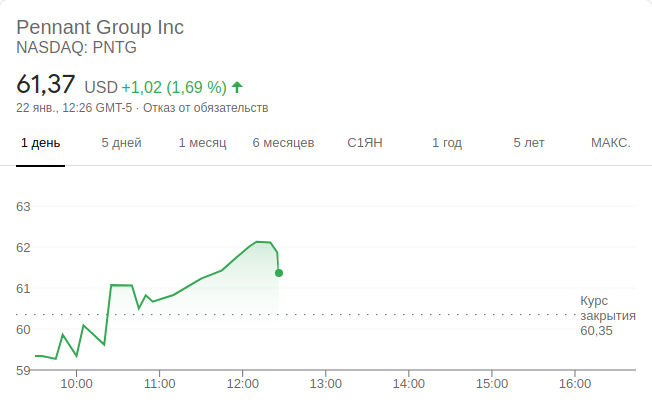 Pennant Group Inc
NASDAQ: PNTG
61,37 USD +1,02 (1,69 %)
22 янв., 12:26 GMT-5 · Отказ от обязательств
1 день 5 дней 1 месяц 6 месяцев С1ЯН 1 год 5 лет МАКС.
63
62
61
60
59
Курс
закрытия
60,35
10:00 11:00 12:00 13:00 14:00 15:00 16:00